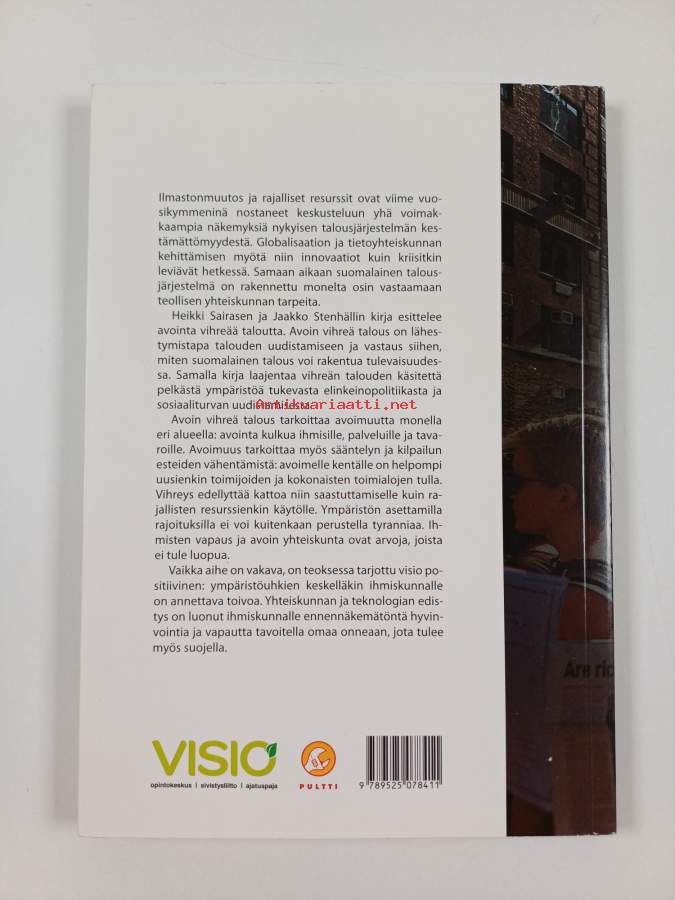 Ilmastonmuutos ja rajalliset resurssit ovat viime vuo-
sikymmeninä nostaneet keskusteluun yhä voimak-
kaampia näkemyksiä nykyisen talousjärjestelmän kes-
tämättömyydestä. Globalisaation ja tietoyhteiskunnan
kehittämisen myötä niin innovaatiot kuin kriisitkin
leviävät hetkessä. Samaan aikaan suomalainen talous-
järjestelmä on rakennettu monelta osin vastaamaan
teollisen yhteiskunnan tarpeita.
Heikki Sairasen ja Jaakko Stenhällin kirja esittelee
avointa vihreää taloutta. Avoin vihreä talous on lähes-
tymistapa talouden uudistamiseen ja vastaus siihen,
miten suomalainen talous voi rakentua tulevaisuudes-
sa. Samalla kirja laajentaa vihreän talouden käsitettä
pelkästä ympäristöä tukevasta elinkeinopolitiikasta ja
sosiaaliturvan uudistamisesta.
Antikvariaatti.net
Avoin vihreä talous tarkoittaa avoimuutta monella
eri alueella: avointa kulkua ihmisille, palveluille ja tava-
roille. Avoimuus tarkoittaa myös sääntelyn ja kilpailun
esteiden vähentämistä: avoimelle kentälle on helpompi
uusienkin toimijoiden ja kokonaisten toimialojen tulla.
Vihreys edellyttää kattoa niin saastuttamiselle kuin ra-
jallisten resurssienkin käytölle. Ympäristön asettamilla
rajoituksilla ei voi kuitenkaan perustella tyranniaa. Ih-
misten vapaus ja avoin yhteiskunta ovat arvoja, joista
ei tule luopua.
Vaikka aihe on vakava, on teoksessa tarjottu visio po-
sitiivinen: ympäristöuhkien keskelläkin ihmiskunnalle
on annettava toivoa. Yhteiskunnan ja teknologian edis-
tys on luonut ihmiskunnalle ennennäkemätöntä hyvin-
vointia ja vapautta tavoitella omaa onneaan, jota tulee
myös suojella.
Are ric
VISIO
opintokeskus | sivistysliitto | ajatuspaja
PULTTI
9 789525 078411